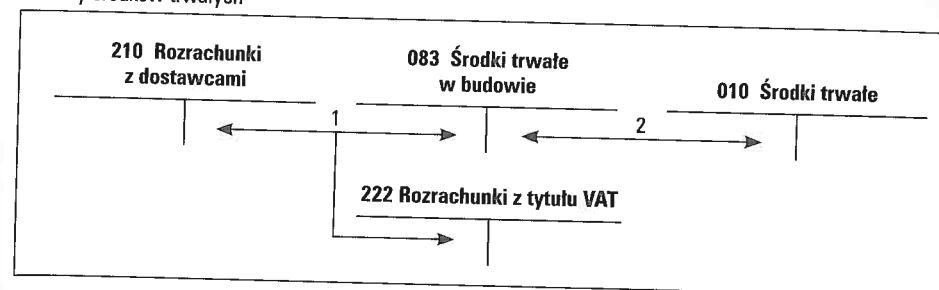 środków trwałych
210 Rozrachunki
z dostawcami
083 Środki trwałe
w budowie
010 Środki trwałe
1
2
222 Rozrachunki z tytułu VAT